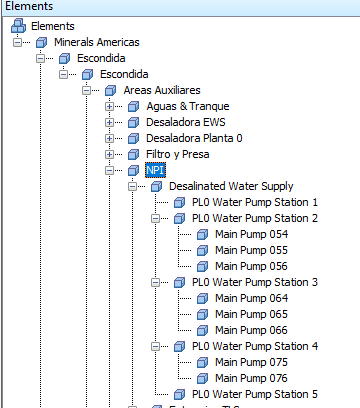 Elements
Elements
Minerals Americas
Escondida
Escondida
Areas Auxiliares
Aguas & Tranque
Desaladora EWS
Desaladora Planta 0
Filtro y Presa
NPI
Desalinated Water Supply
PL0 Water Pump Station 1
PL0 Water Pump Station 2
Main Pump 054
Main Pump 055
Main Pump 056
PL0 Water Pump Station 3
Main Pump 064
Main Pump 065
Main Pump 066
PL0 Water Pump Station 4
Main Pump 075
Main Pump 076
PL0 Water Pump Station 5